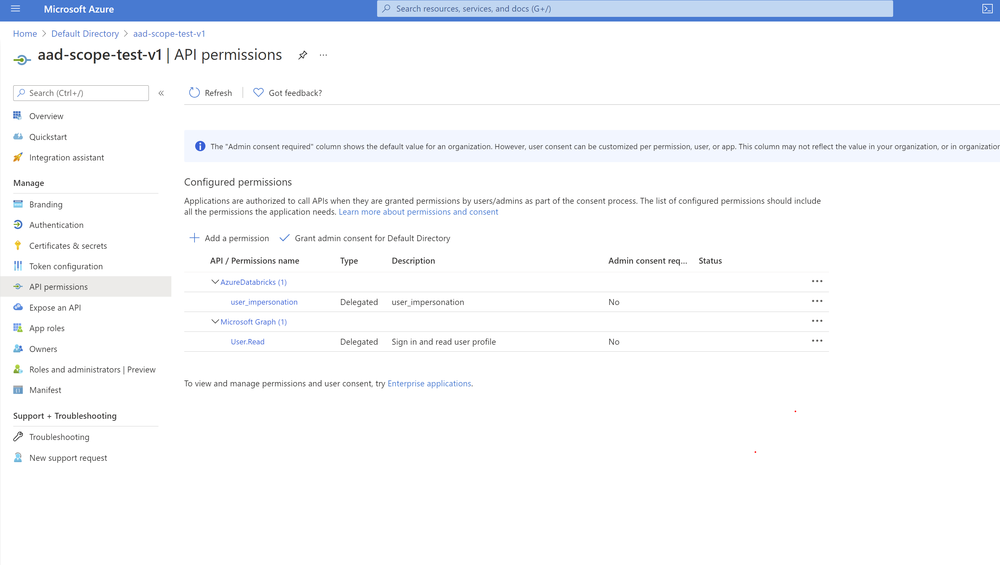 Microsoft Azure
Search resources, services, and docs (G+/)
Home > Default Directory > aad-scope-test-v1
aad-scope-test-v1 | API permissions
Search (Ctrl+/)
Refresh
Got feedback?
Overview
Quickstart
Integration assistant
The "Admin consent required" column shows the default value for an organization. However, user consent can be customized per permission, user, or app. This column may not reflect the value in your organization, or in organization
Manage
Branding
Authentication
Certificates & secrets
Token configuration
API permissions
Expose an API
App roles
Owners
Roles and administrators | Preview
Manifest
Support + Troubleshooting
Troubleshooting
New support request
Configured permissions
Applications are authorized to call APIs when they are granted permissions by users/admins as part of the consent process. The list of configured permissions should include
all the permissions the application needs. Learn more about permissions and consent
Add a permission
Grant admin consent for Default Directory
API / Permissions name Type Description Admin consent req... Status
AzureDatabricks (1)
user_impersonation Delegated user_impersonation No
Microsoft Graph (1)
User.Read Delegated Sign in and read user profile No
To view and manage permissions and user consent, try Enterprise applications.